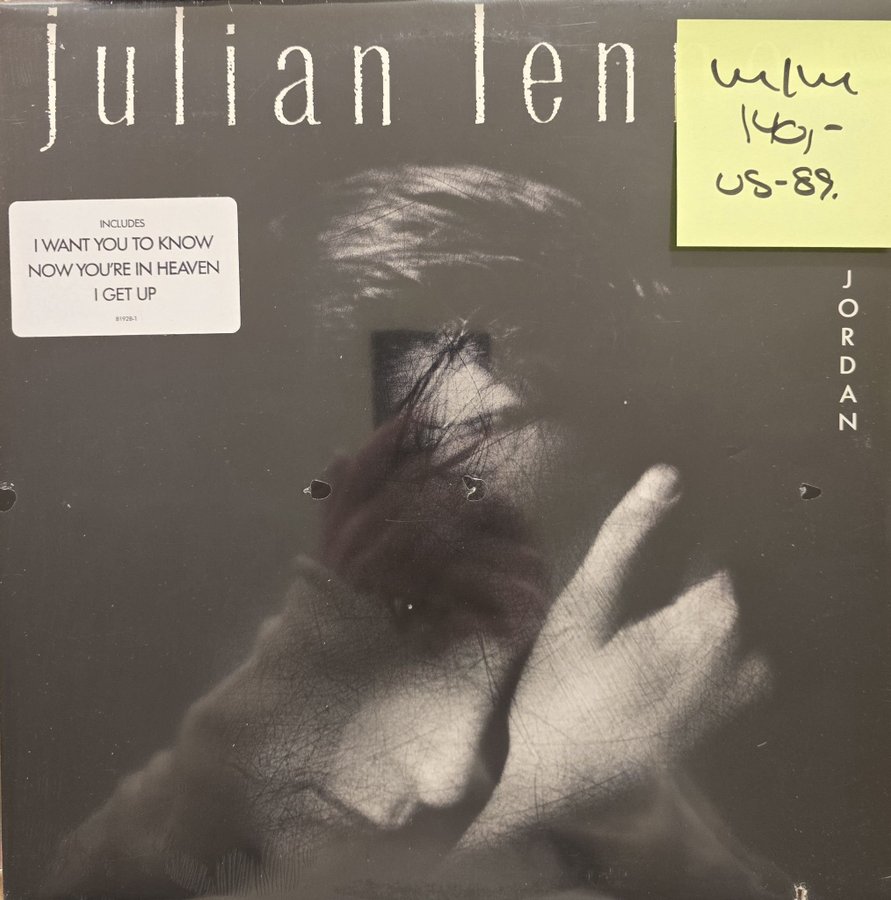 julian lenn
m/m
140,-
US-89.
INCLUDES
I WANT YOU TO KNOW
NOW YOU'RE IN HEAVEN
I GET UP
81928-1
JORDAN